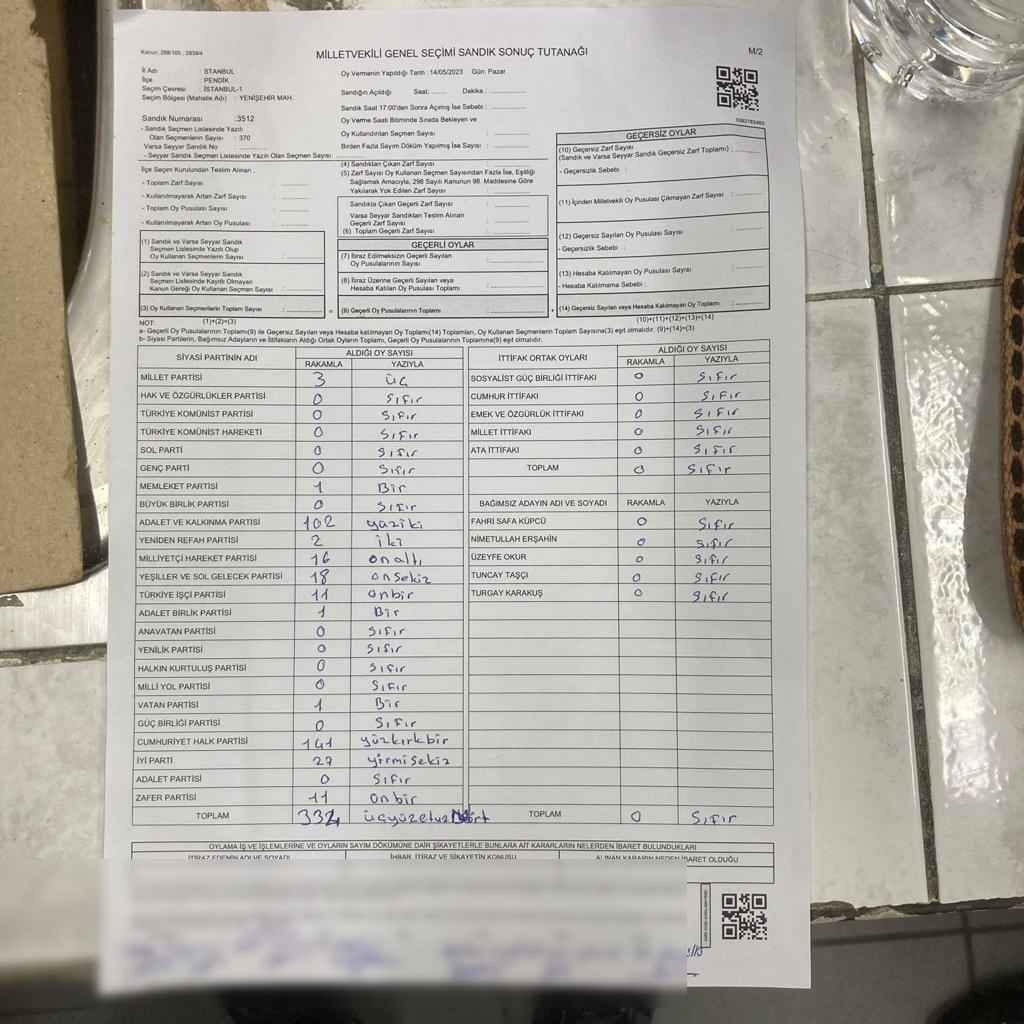 Kanun: 298/105 ; 2839/4
MİLLETVEKİLİ GENEL SEÇİMİ SANDIK SONUÇ TUTANAĞI
M/2
İl Adı : İSTANBUL
İlçe : PENDİK
Seçim Çevresi : İSTANBUL-1
Seçim Bölgesi (Mahalle Adı) : YENİŞEHİR MAH.
Sandık Numarası :3512
- Sandık Seçmen Listesinde Yazılı
Olan Seçmenlerin Sayısı :370
Varsa Seyyar Sandık No
- Seyyar Sandık Seçmen Listesinde Yazılı Olan Seçmen Sayısı:
Oy Vermenin Yapıldığı Tarih :14/05/2023 Gün: Pazar
Sandığın Açıldığı Saat: Dakika :
Sandık Saat 17:00'den Sonra Açılmış İse Sebebi :
Oy Verme Saati Bitiminde Sırada Bekleyen ve
Oy Kullandırılan Seçmen Sayısı :
Birden Fazla Sayım Döküm Yapılmış İse Sayısı :
İlçe Seçim Kurulundan Teslim Alınan ,
- Toplam Zarf Sayısı :
- Kullanılmayarak Artan Zarf Sayısı :
- Toplam Oy Pusulası Sayısı :
- Kullanılmayarak Artan Oy Pusulası :
(1) Sandık ve Varsa Seyyar Sandık
Seçmen Listesinde Yazılı Olup
Oy Kullanan Seçmenlerin Sayısı :
(2) Sandık ve Varsa Seyyar Sandık
Seçmen Listesinde Kayıtlı Olmayan
Kanun Gereği Oy Kullanan Seçmen Sayısı :
(3) Oy Kullanan Seçmenlerin Toplam Sayısı :
(1)+(2)=(3)
(4) Sandıktan Çıkan Zarf Sayısı :
(5) Zarf Sayısı Oy Kullanan Seçmen Sayısından Fazla İse, Eşitliği
Sağlamak Amacıyla, 298 Sayılı Kanunun 98. Maddesine Göre
Yakılarak Yok Edilen Zarf Sayısı :
Sandıkta Çıkan Geçerli Zarf Sayısı :
Varsa Seyyar Sandıktan Teslim Alınan
Geçerli Zarf Sayısı :
(6) Toplam Geçerli Zarf Sayısı :
GEÇERLİ OYLAR
(7) İtiraz Edilmeksizin Geçerli Sayılan
Oy Pusulalarının Sayısı :
(8) İtiraz Üzerine Geçerli Sayılan veya
Hesaba Katılan Oy Pusulası Toplamı :
(9) Geçerli Oy Pusulalarının Toplamı :
GEÇERSİZ OYLAR
(10) Geçersiz Zarf Sayısı
(Sandık ve Varsa Seyyar Sandık Geçersiz Zarf Toplamı) :
- Geçersizlik Sebebi :
(11) İçinden Milletvekili Oy Pusulası Çıkmayan Zarf Sayısı :
(12) Geçersiz Sayılan Oy Pusulası Sayısı :
- Geçersizlik Sebebi :
(13) Hesaba Katılmayan Oy Pusulası Sayısı :
- Hesaba Katılmama Sebebi :
(14) Geçersiz Sayılan veya Hesaba Katılmayan Oy Toplamı :
(10)+(11)+(12)+(13)=(14)
NOT:
a- Geçerli Oy Pusulalarının Toplamı(9) ile Geçersiz Sayılan veya Hesaba katılmayan Oy Toplamı(14) Toplamları, Oy Kullanan Seçmenlerin Toplam Sayısına(3) eşit olmalıdır. (9)+(14)=(3)
b- Siyasi Partilerin, Bağımsız Adayların ve İttifakların Aldığı Ortak Oyların Toplamı, Geçerli Oy Pusulalarının Toplamına(9) eşit olmalıdır.
SİYASİ PARTİNİN ADI ALDIĞI OY SAYISI
RAKAMLA YAZIYLA
MİLLET PARTİSİ 3 üç
HAK VE ÖZGÜRLÜKLER PARTİSİ 0 Sıfır
TÜRKİYE KOMÜNİST PARTİSİ 0 Sıfır
TÜRKİYE KOMÜNİST HAREKETİ 0 Sıfır
SOL PARTİ 0 Sıfır
GENÇ PARTİ 0 Sıfır
MEMLEKET PARTİSİ 1 Bir
BÜYÜK BİRLİK PARTİSİ 0 Sıfır
ADALET VE KALKINMA PARTİSİ 102 yüziki
YENİDEN REFAH PARTİSİ 2 iki
MİLLİYETÇİ HAREKET PARTİSİ 16 onaltı
YEŞİLLER VE SOL GELECEK PARTİSİ 18 onsekiz
TÜRKİYE İŞÇİ PARTİSİ 11 onbir
ADALET BİRLİK PARTİSİ 1 Bir
ANAVATAN PARTİSİ 0 Sıfır
YENİLİK PARTİSİ 0 Sıfır
HALKIN KURTULUŞ PARTİSİ 0 Sıfır
MİLLİ YOL PARTİSİ 0 Sıfır
VATAN PARTİSİ 1 Bir
GÜÇ BİRLİĞİ PARTİSİ 0 Sıfır
CUMHURİYET HALK PARTİSİ 141 yüzkırkbir
İYİ PARTİ yirmisekiz
ADALET PARTİSİ 0 Sıfır
ZAFER PARTİSİ 11 onbir
TOPLAM 334
İTTİFAK ORTAK OYLARI ALDIĞI OY SAYISI
RAKAMLA YAZIYLA
SOSYALİST GÜÇ BİRLİĞİ İTTİFAKI 0 Sıfır
CUMHUR İTTİFAKI 0 Sıfır
EMEK VE ÖZGÜRLÜK İTTİFAKI 0 Sıfır
MİLLET İTTİFAKI 0 Sıfır
ATA İTTİFAKI 0 Sıfır
TOPLAM 0 Sıfır
BAĞIMSIZ ADAYIN ADI VE SOYADI RAKAMLA YAZIYLA
FAHRİ SAFA KÜPCÜ 0 Sıfır
NİMETULLAH ERŞAHİN 0 Sıfır
ÜZEYFE OKUR 0 Sıfır
TUNCAY TAŞÇI 0 Sıfır
TURGAY KARAKUŞ 0 Sıfır
TOPLAM 0 Sıfır
OYLAMA İŞ VE İŞLEMLERİNE VE OYLARIN SAYIM DÖKÜMÜNE DAİR ŞİKAYETLERLE BUNLARA AİT KARARLARIN NELERDEN İBARET BULUNDUKLARI
İTİRAZ EDENİN ADI VE SOYADI İHBAR, İTİRAZ VE ŞİKAYETİN KONUSU ALINAN KARARIN NEDEN İBARET OLDUĞU